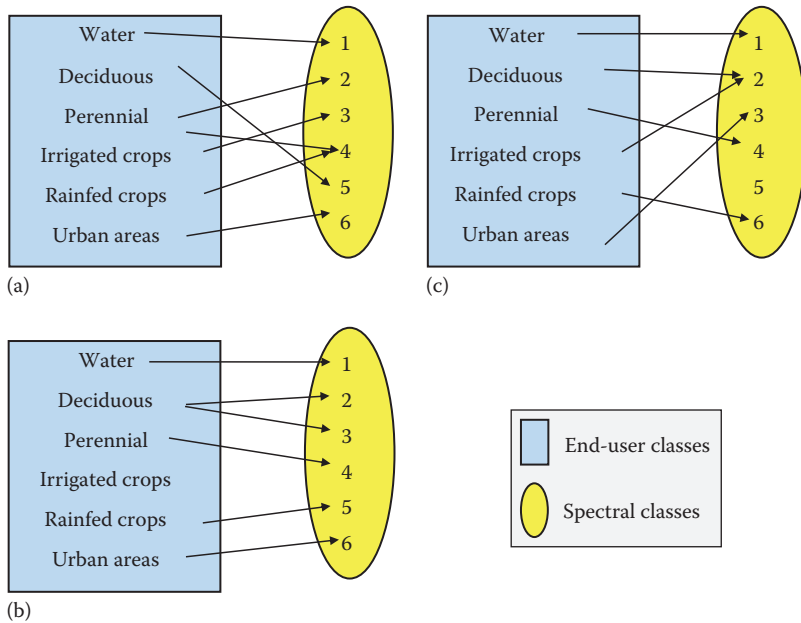 Water
Deciduous
Perennial
Irrigated crops
Rainfed crops
Urban areas
1
2
3
4
5
6
(a)
Water
Deciduous
Perennial
Irrigated crops
Rainfed crops
Urban areas
1
2
3
4
5
6
(c)
Water
Deciduous
Perennial
Irrigated crops
Rainfed crops
Urban areas
1
2
3
4
5
6
(b)
End-user classes
Spectral classes